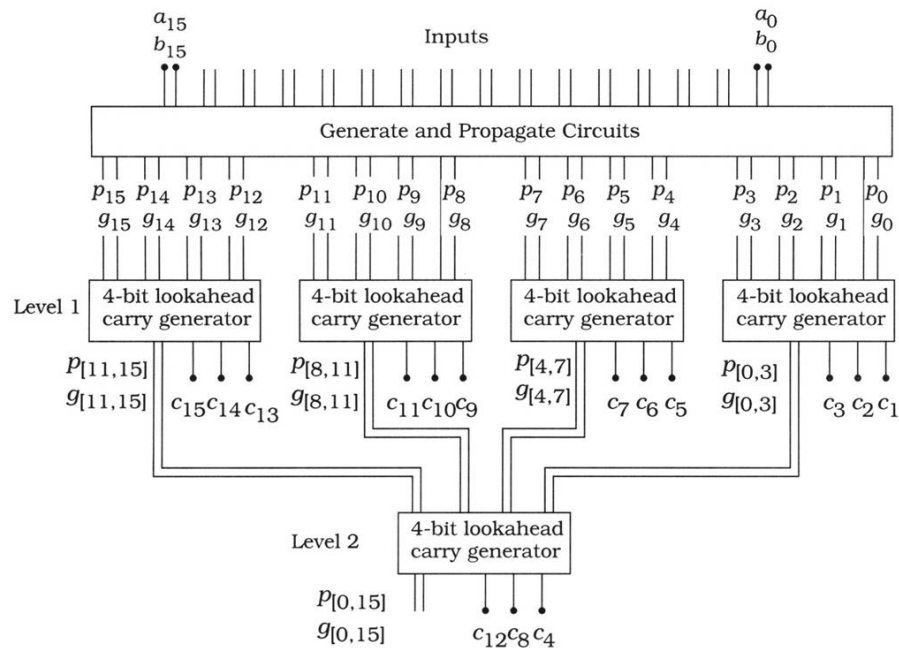 a15 a0
Inputs
b15 b0
Generate and Propagate Circuits
p15 p14 p13 p12 p11 p10 p9 p8 p7 p6 p5 p4 p3 p2 p1 p0
g15 g14 g13 g12 g11 g10 g9 g8 g7 g6 g5 g4 g3 g2 g1 g0
Level 1
4-bit lookahead
carry generator
4-bit lookahead
carry generator
4-bit lookahead
carry generator
4-bit lookahead
carry generator
p[11,15]
g[11,15]
c15 c14 c13
p[8,11]
g[8,11]
c11 c10 c9
p[4,7]
g[4,7]
c7 c6 c5
p[0,3]
g[0,3]
c3 c2 c1
Level 2
4-bit lookahead
carry generator
p[0,15]
g[0,15]
c12 c8 c4